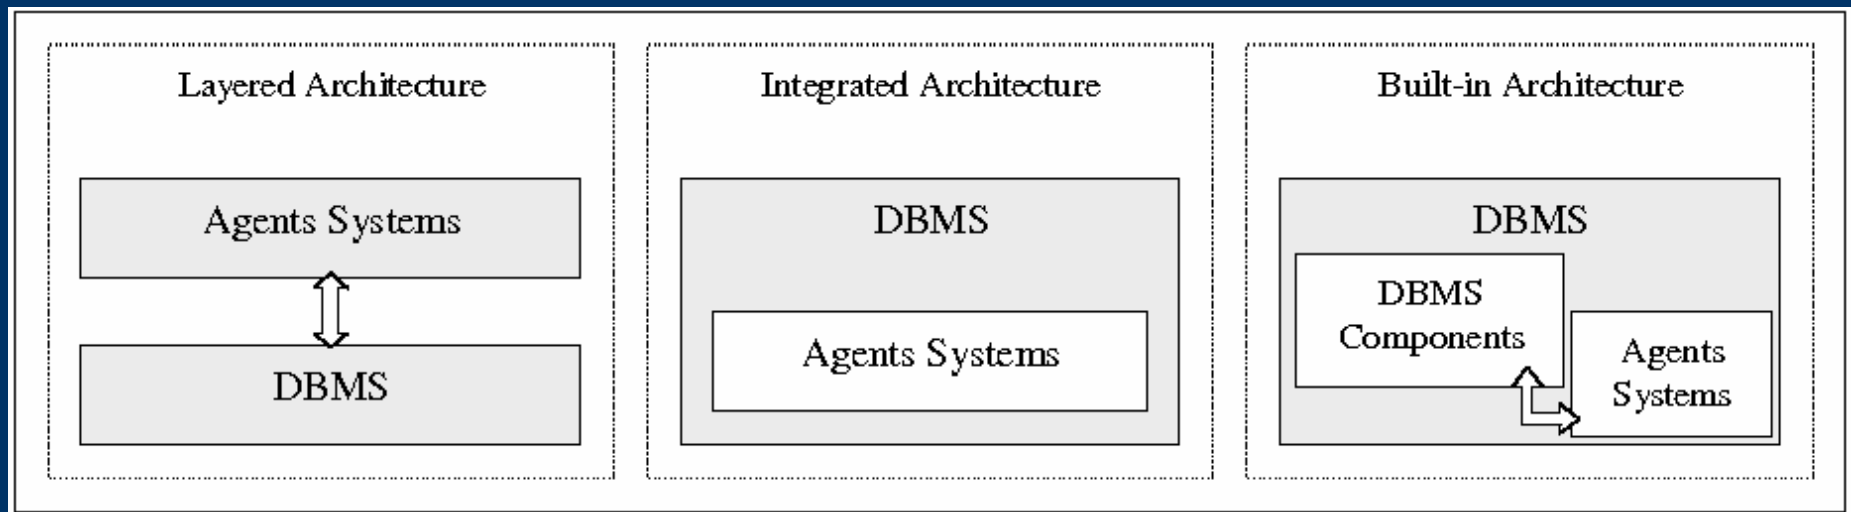 Layered Architecture
Agents Systems
DBMS
Integrated Architecture
DBMS
Agents Systems
Built-in Architecture
DBMS
DBMS
Components
Agents
Systems